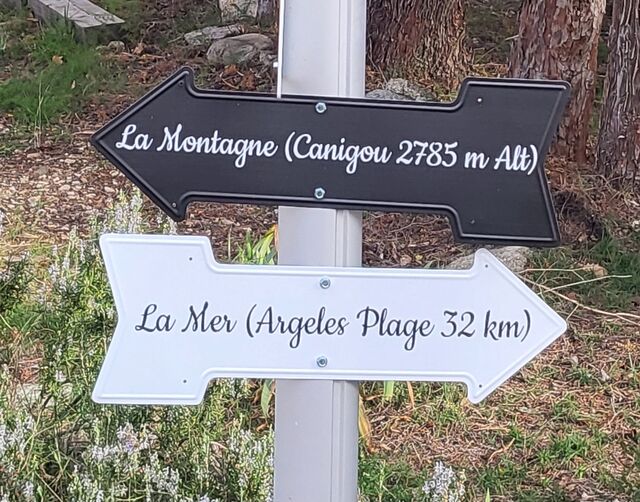 La Montagne (Canigou 2785 m Alt)
La Mer (Argeles Plage 32 km)